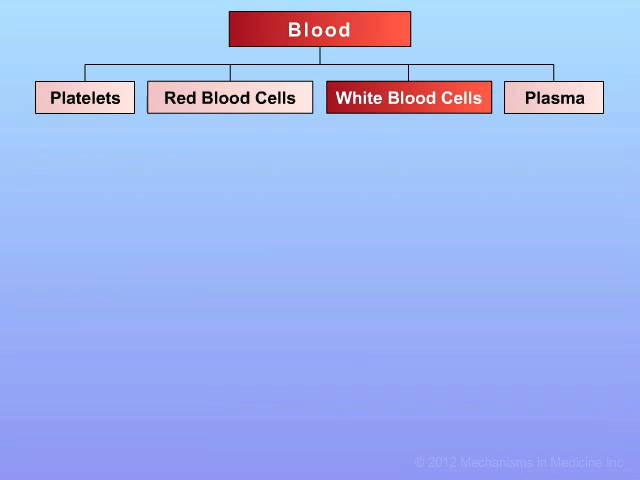 Blood
Platelets Red Blood Cells White Blood Cells Plasma
© 2012 Mechanisms in Medicine Inc